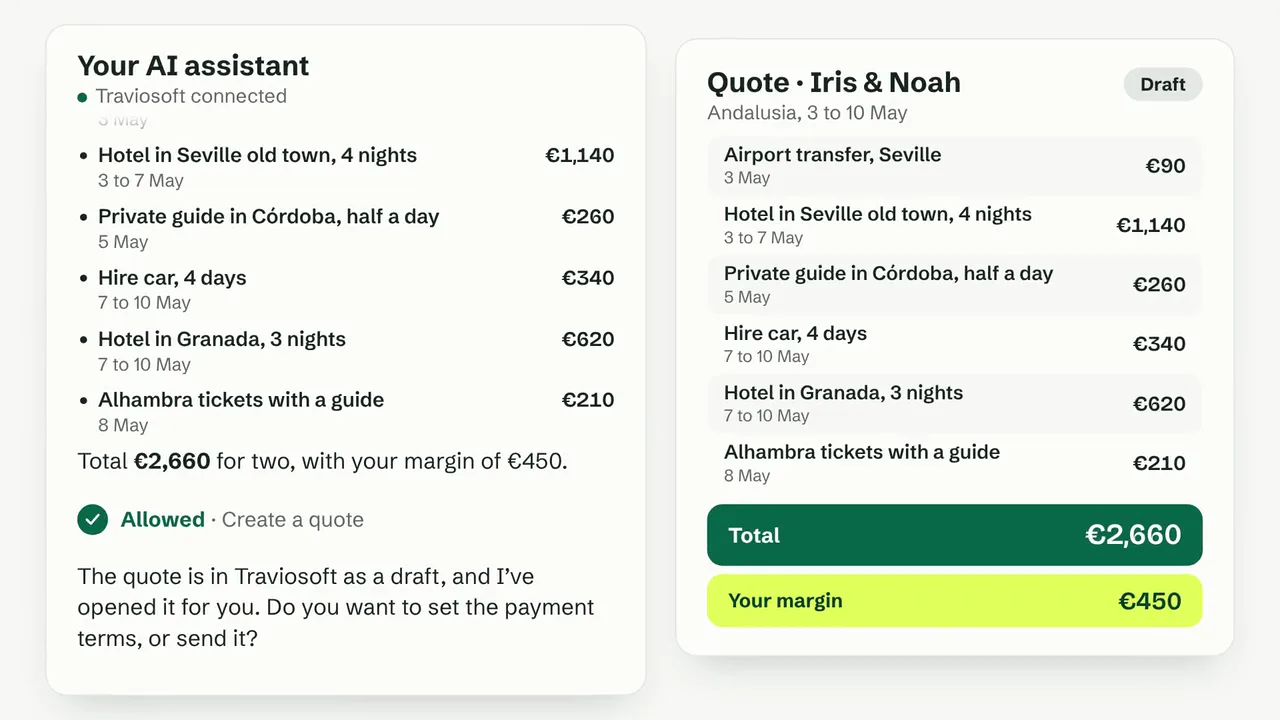 Your AI assistant
Traviosoft connected
3 May
• Hotel in Seville old town, 4 nights €1,140
3 to 7 May
• Private guide in Córdoba, half a day €260
5 May
• Hire car, 4 days €340
7 to 10 May
• Hotel in Granada, 3 nights €620
7 to 10 May
• Alhambra tickets with a guide €210
8 May
Total €2,660 for two, with your margin of €450.
Allowed · Create a quote
The quote is in Traviosoft as a draft, and I’ve
opened it for you. Do you want to set the payment
terms, or send it?
Quote · Iris & Noah
Draft
Andalusia, 3 to 10 May
Airport transfer, Seville €90
3 May
Hotel in Seville old town, 4 nights €1,140
3 to 7 May
Private guide in Córdoba, half a day €260
5 May
Hire car, 4 days €340
7 to 10 May
Hotel in Granada, 3 nights €620
7 to 10 May
Alhambra tickets with a guide €210
8 May
Total €2,660
Your margin €450